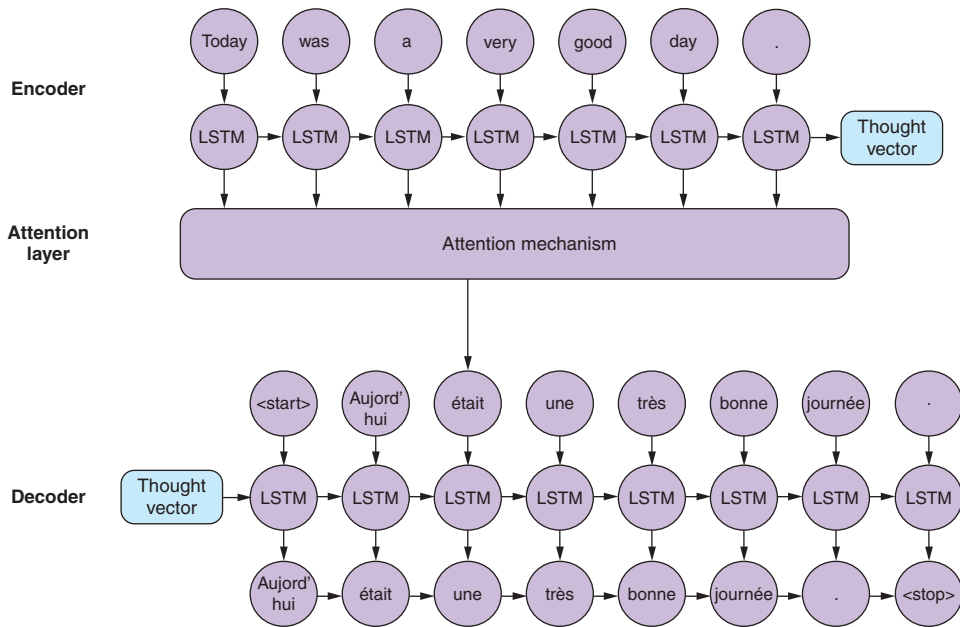 Today was a very good day .
Encoder
LSTM LSTM LSTM LSTM LSTM LSTM LSTM
Thought
vector
Attention
layer
Attention mechanism
<start> Aujord'
hui était une très bonne journée .
Decoder
Thought
vector
LSTM LSTM LSTM LSTM LSTM LSTM LSTM LSTM
Aujord'
hui était une très bonne journée . <stop>